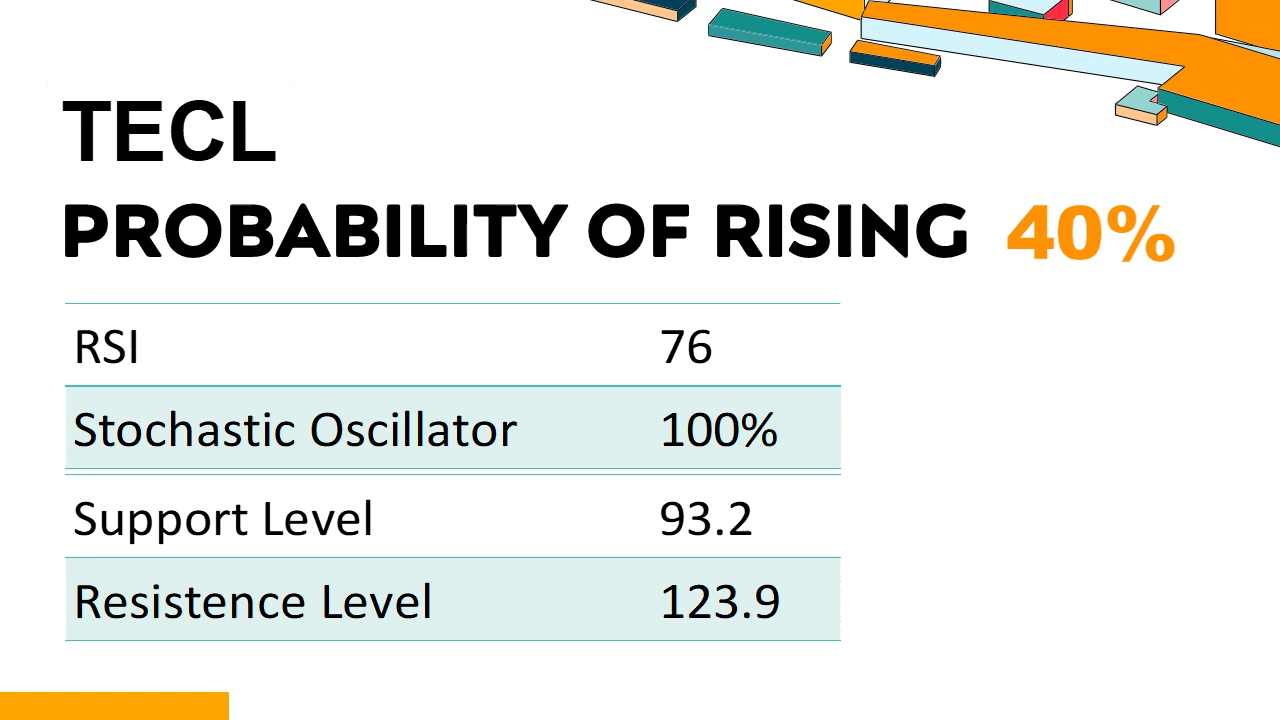 TECL
PROBABILITY OF RISING 40%
RSI 76
Stochastic Oscillator 100%
Support Level 93.2
Resistence Level 123.9